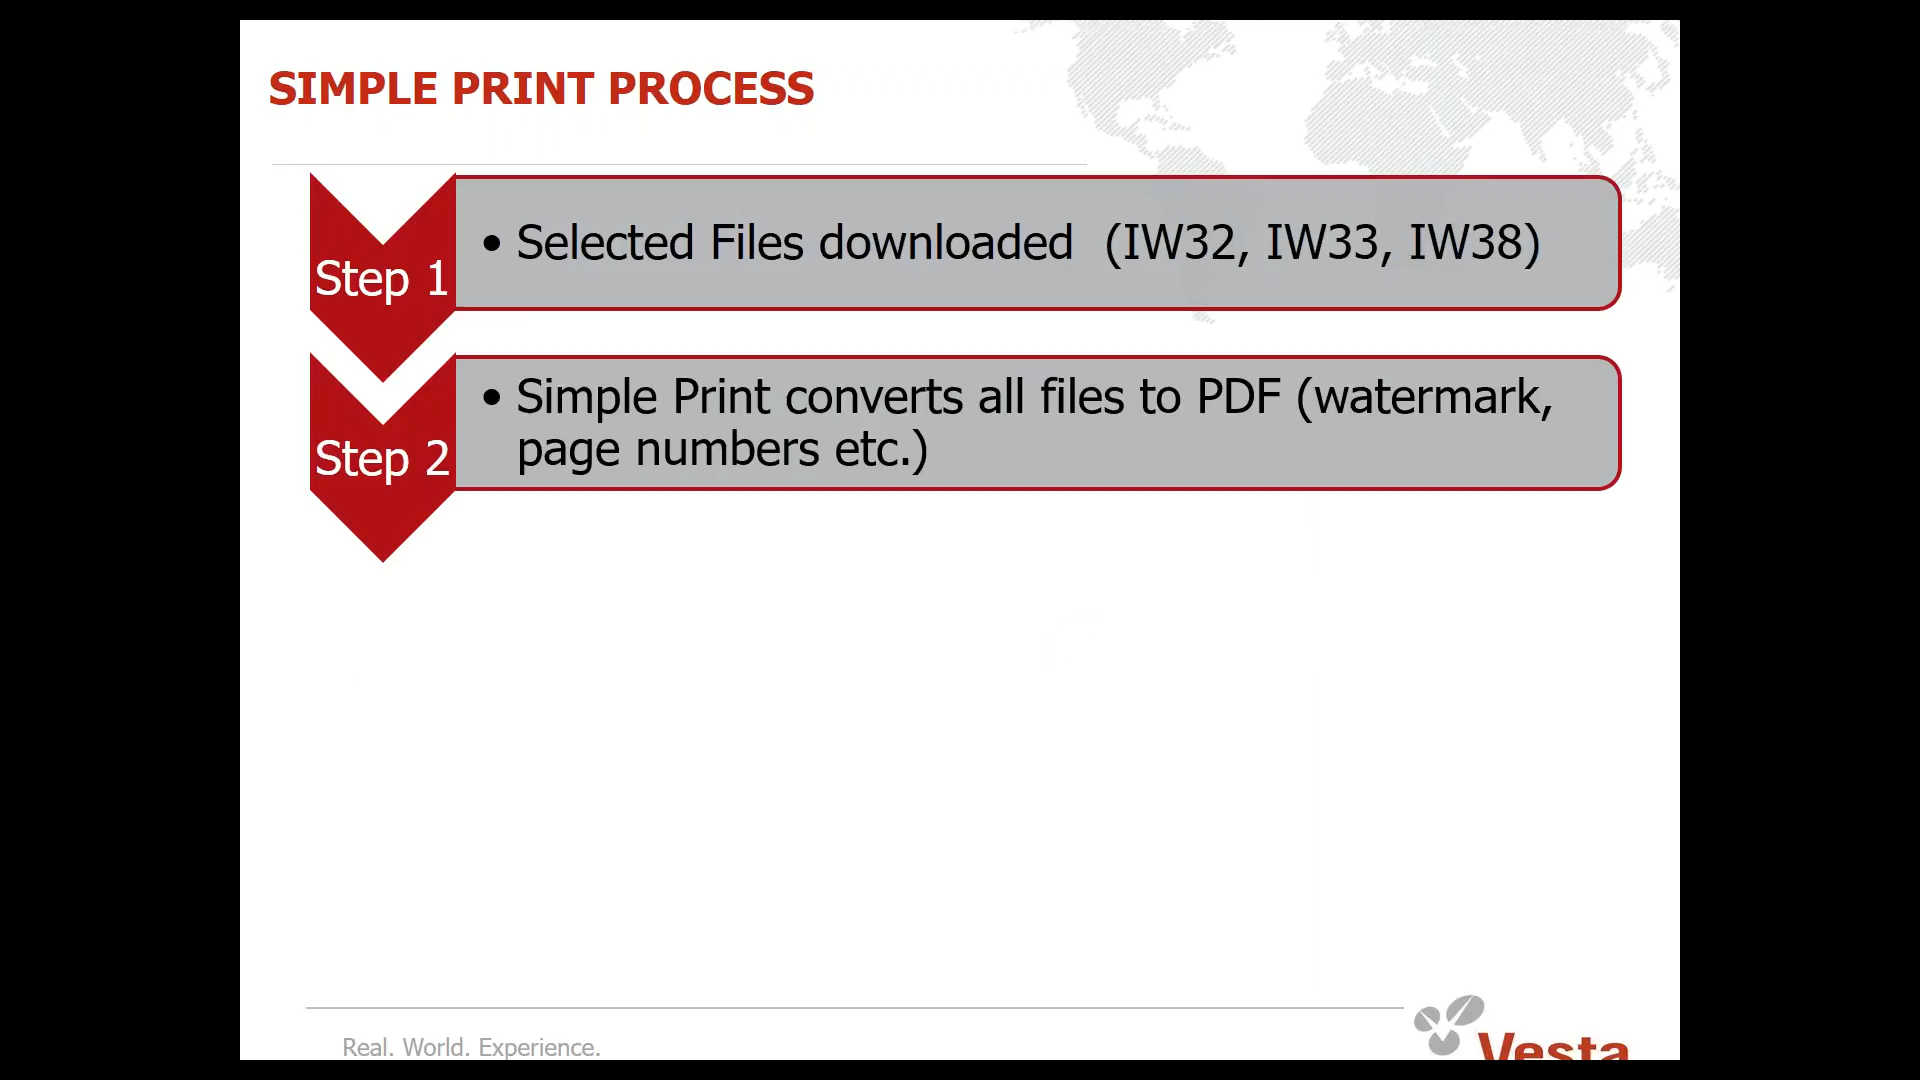 SIMPLE PRINT PROCESS
Step 1
• Selected Files downloaded  (IW32, IW33, IW38)
Step 2
• Simple Print converts all files to PDF (watermark,
page numbers etc.)
Real. World. Experience.
Vesta